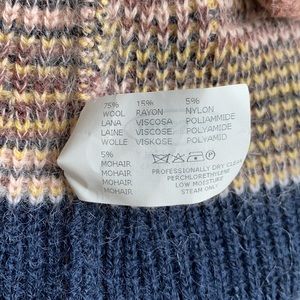 75% 15% 5%
WOOL RAYON NYLON
LANA VISCOSA POLIAMMIDE
LAINE VISCOSE POLYAMIDE
WOLLE VISKOSE POLYAMID
5%
MOHAIR
MOHAIR
MOHAIR
MOHAIR
PROFESSIONALLY DRY CLEAN
PERCHLORETHYLENE
LOW MOISTURE
STEAM ONLY